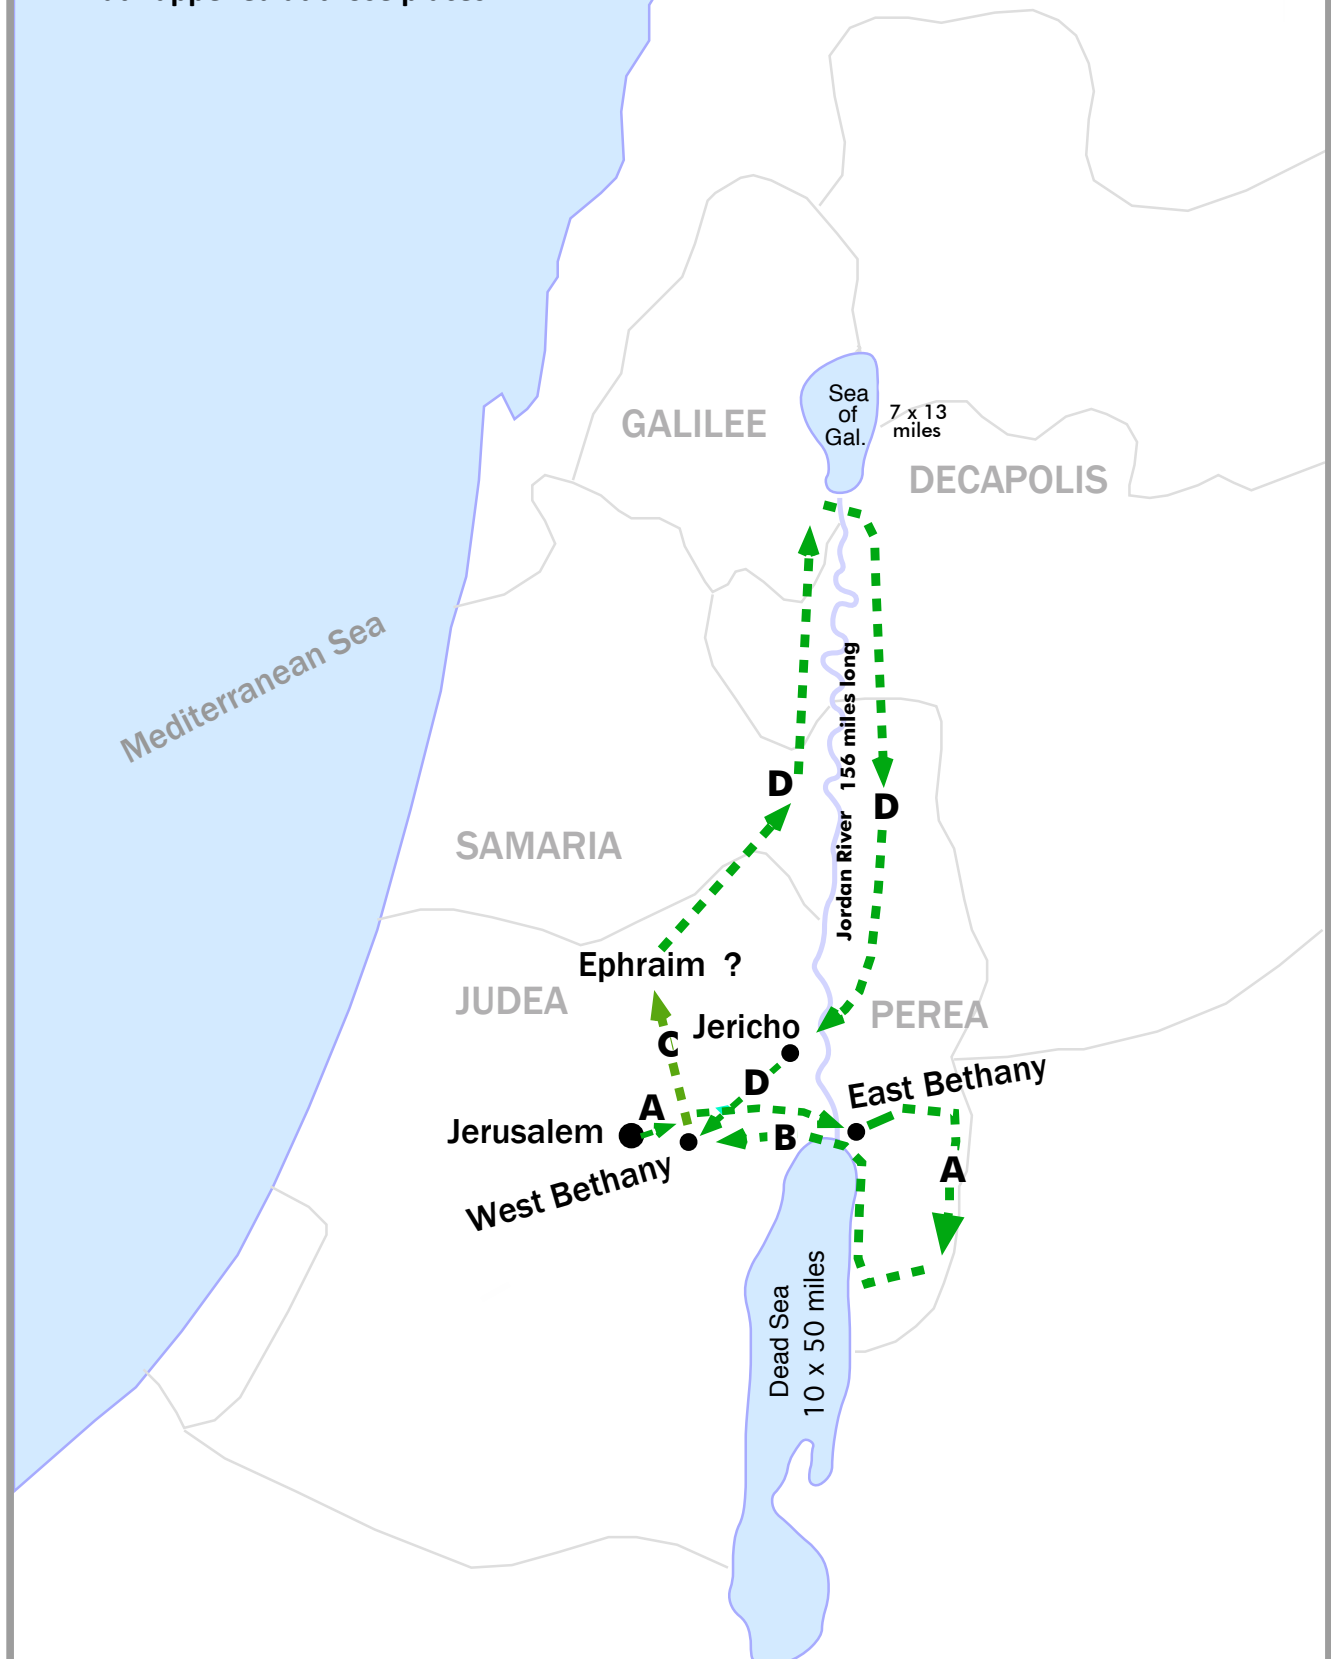 GALILEE
Sea
of
Gal.
7 x 13
miles
DECAPOLIS
Mediterranean Sea
Jordan River 156 miles long
D
D
SAMARIA
Ephraim ?
JUDEA
PEREA
Jericho
C
D
East Bethany
A
Jerusalem
B
West Bethany
A
Dead Sea
10 x 50 miles